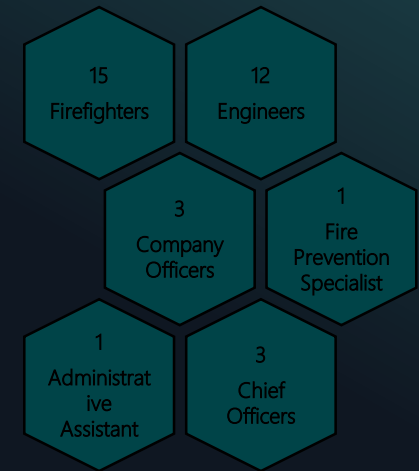 15
Firefighters
12
Engineers
3
Company
Officers
1
Fire
Prevention
Specialist
1
Administrat
ive
Assistant
3
Chief
Officers